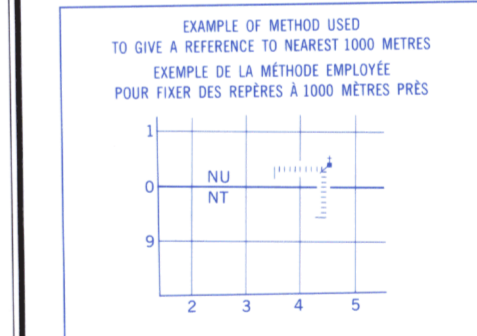 EXAMPLE OF METHOD USED
TO GIVE A REFERENCE TO NEAREST 1000 METRES
EXEMPLE DE LA MÉTHODE EMPLOYÉE
POUR FIXER DES REPÈRES À 1000 MÈTRES PRÈS
1
NU
0
NT
9
2 3 4 5